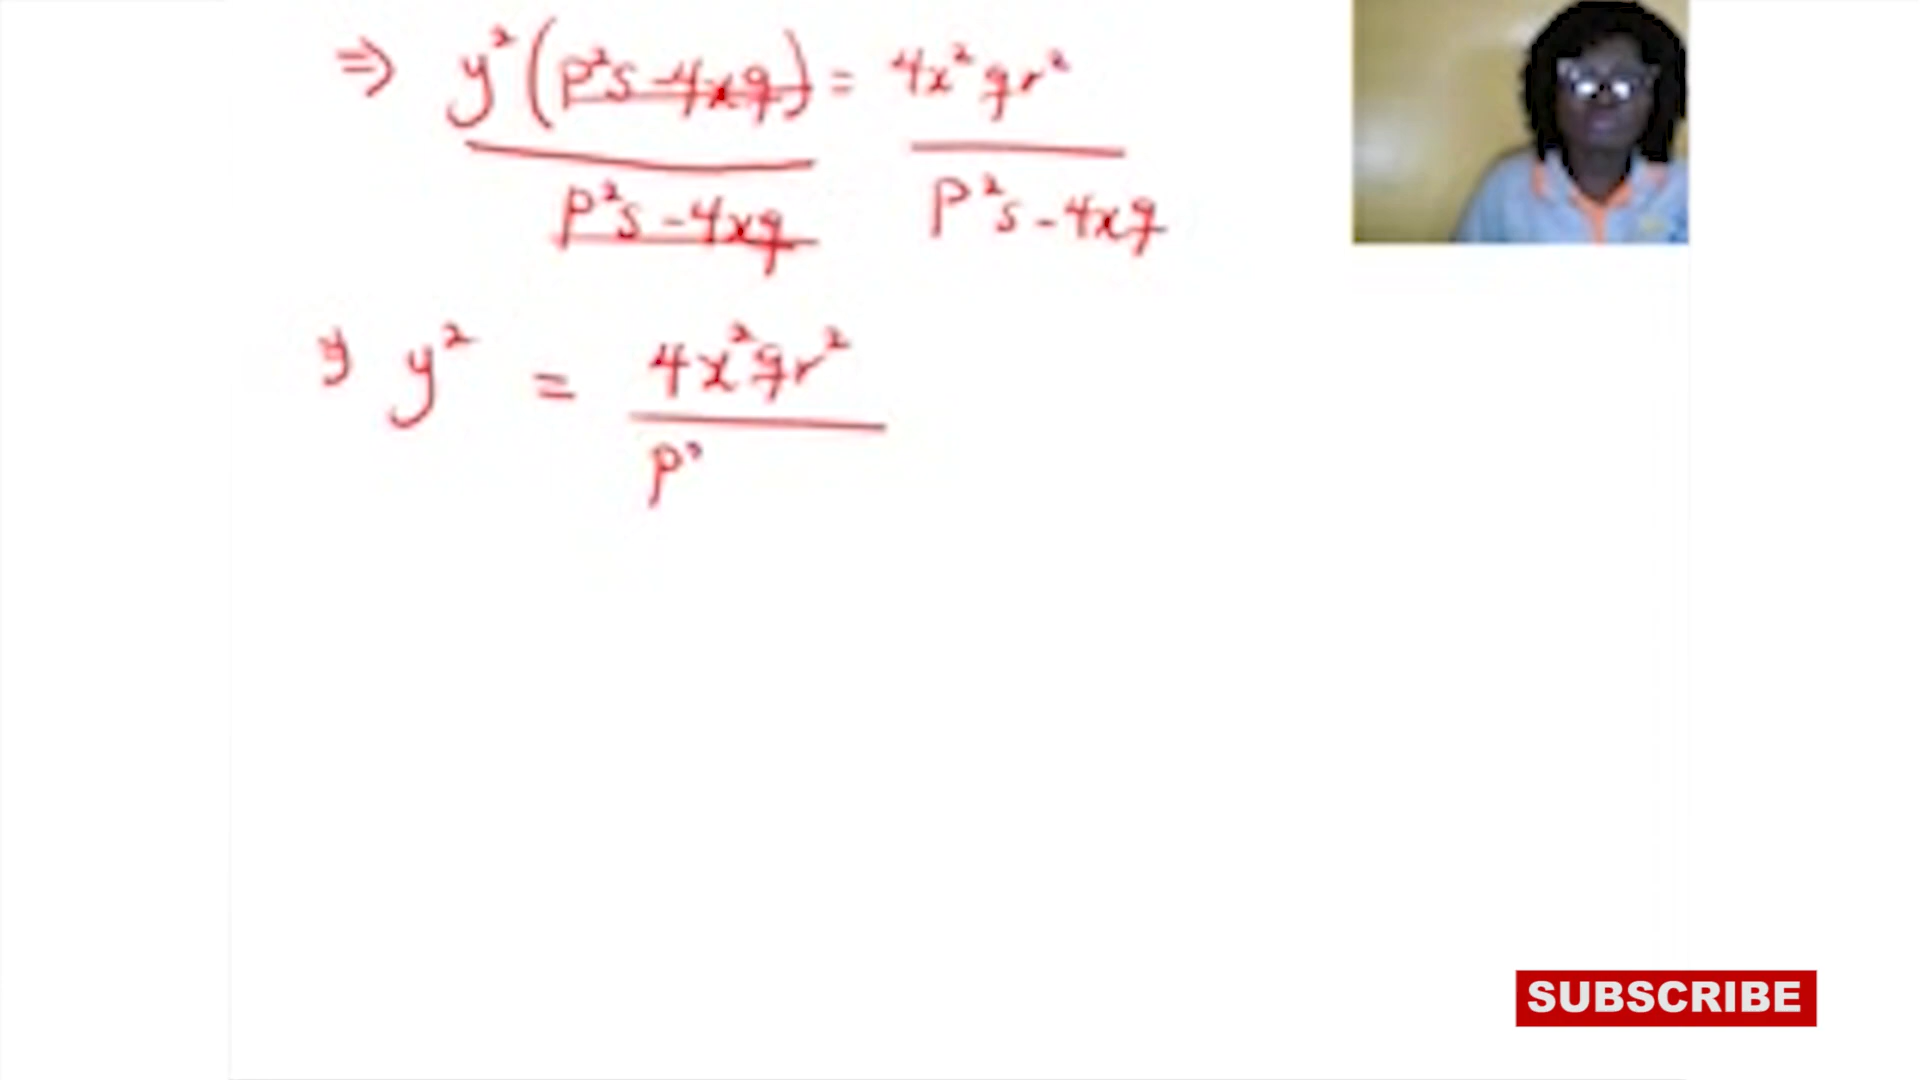 ⇒ y²(p²s-4xq) = 4x²qr²
p²s-4xq p²s-4xq
y y² = 4x²qr²
p²
SUBSCRIBE